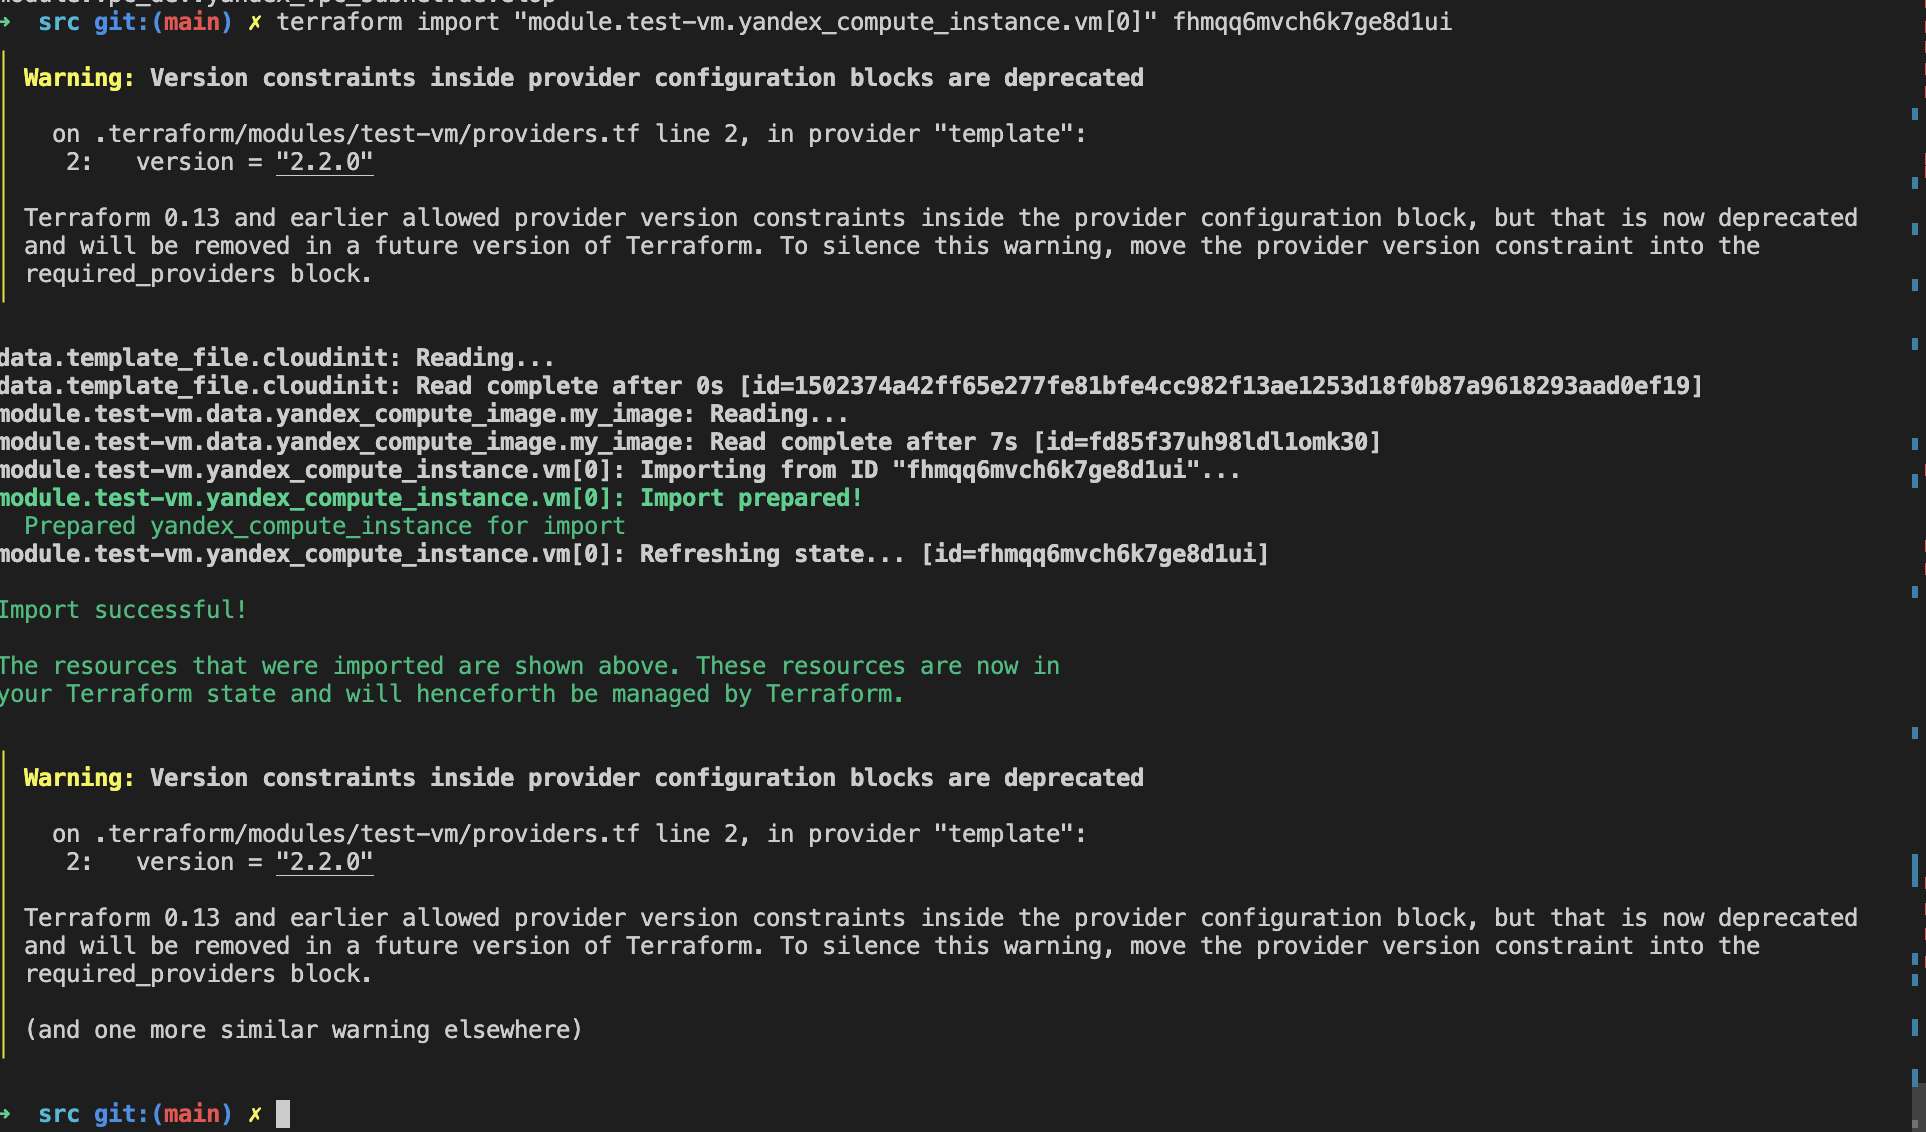 ➜  src git:(main) ✗ terraform import "module.test-vm.yandex_compute_instance.vm[0]" fhmqq6mvch6k7ge8d1ui
Warning: Version constraints inside provider configuration blocks are deprecated
on .terraform/modules/test-vm/providers.tf line 2, in provider "template":
2:   version = "2.2.0"
Terraform 0.13 and earlier allowed provider version constraints inside the provider configuration block, but that is now deprecated
and will be removed in a future version of Terraform. To silence this warning, move the provider version constraint into the
required_providers block.
data.template_file.cloudinit: Reading...
data.template_file.cloudinit: Read complete after 0s [id=1502374a42ff65e277fe81bfe4cc982f13ae1253d18f0b87a9618293aad0ef19]
module.test-vm.data.yandex_compute_image.my_image: Reading...
module.test-vm.data.yandex_compute_image.my_image: Read complete after 7s [id=fd85f37uh98ldl1omk30]
module.test-vm.yandex_compute_instance.vm[0]: Importing from ID "fhmqq6mvch6k7ge8d1ui"...
module.test-vm.yandex_compute_instance.vm[0]: Import prepared!
Prepared yandex_compute_instance for import
module.test-vm.yandex_compute_instance.vm[0]: Refreshing state... [id=fhmqq6mvch6k7ge8d1ui]
Import successful!
The resources that were imported are shown above. These resources are now in
your Terraform state and will henceforth be managed by Terraform.
Warning: Version constraints inside provider configuration blocks are deprecated
on .terraform/modules/test-vm/providers.tf line 2, in provider "template":
2:   version = "2.2.0"
Terraform 0.13 and earlier allowed provider version constraints inside the provider configuration block, but that is now deprecated
and will be removed in a future version of Terraform. To silence this warning, move the provider version constraint into the
required_providers block.
(and one more similar warning elsewhere)
➜  src git:(main) ✗